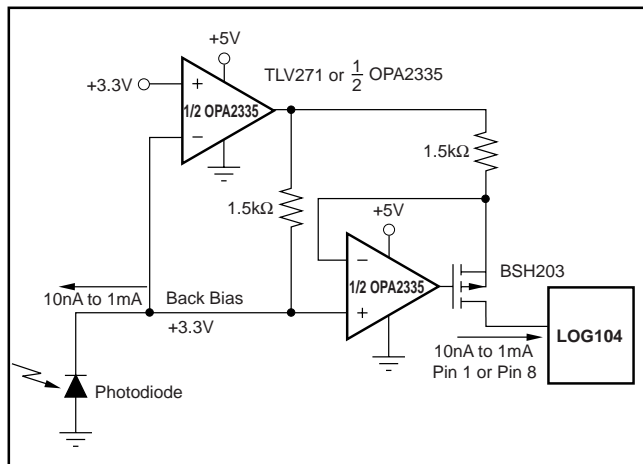 +5V
TLV271 or 1/2 OPA2335
+3.3V
+
1/2 OPA2335
−
1.5kΩ
1.5kΩ
+5V
BSH203
−
1/2 OPA2335
+
10nA to 1mA
Back Bias
+3.3V
LOG104
10nA to 1mA
Pin 1 or Pin 8
Photodiode